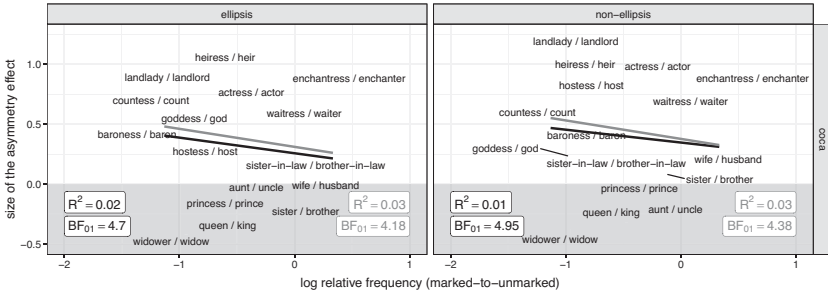 ellipsis
non−ellipsis
size of the asymmetry effect
1.0
0.5
0.0
−0.5
heiress / heir
landlady / landlord
enchantress / enchanter
actress / actor
countess / count
waitress / waiter
goddess / god
baroness / baron
hostess / host
sister−in−law / brother−in−law
aunt / uncle
wife / husband
princess / prince
sister / brother
queen / king
widower / widow
R2 = 0.02
BF01 = 4.7
R2 = 0.03
BF01 = 4.18
landlady / landlord
heiress / heir
actress / actor
enchantress / enchanter
hostess / host
waitress / waiter
countess / count
baroness / baron
goddess / god
sister−in−law / brother−in−law
wife / husband
sister / brother
princess / prince
queen / king
aunt / uncle
widower / widow
R2 = 0.01
BF01 = 4.95
R2 = 0.03
BF01 = 4.38
coca
−2
−1
0
1
−2
−1
0
1
log relative frequency (marked−to−unmarked)